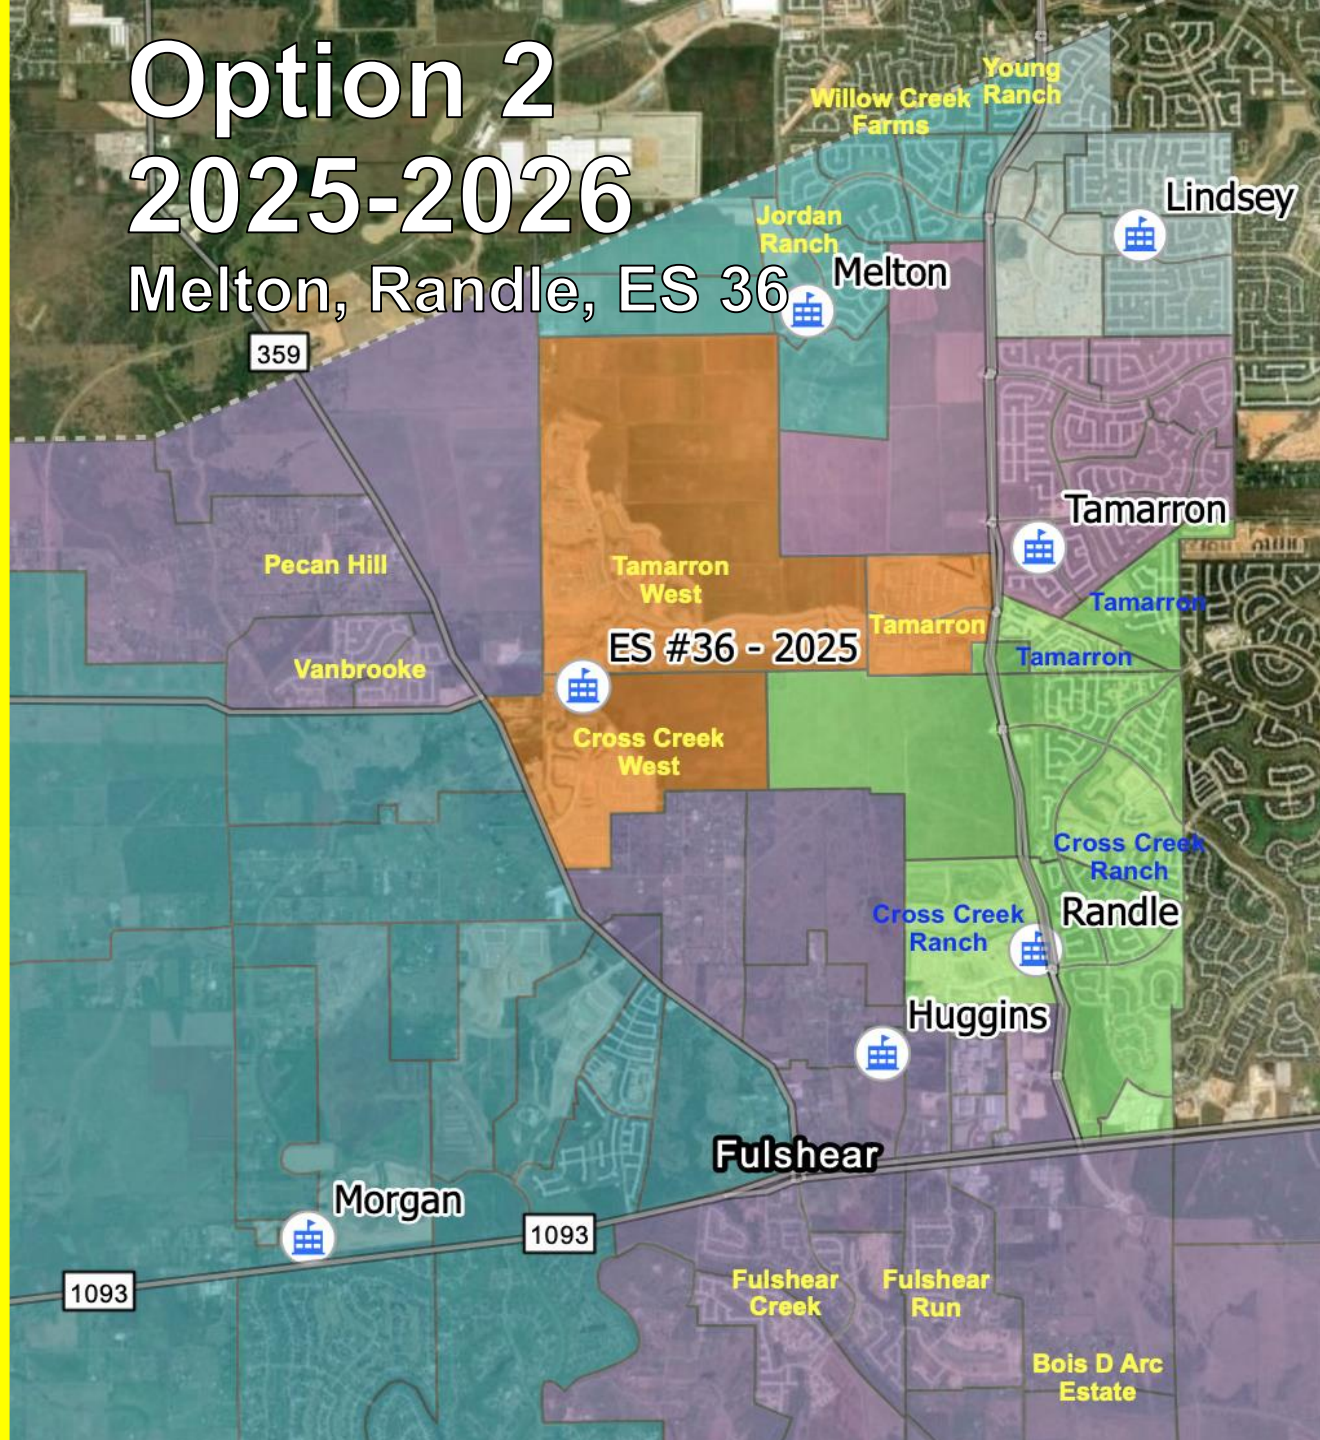 Option 2
2025-2026
Melton, Randle, ES 36
Young
Ranch
Willow Creek
Farms
Lindsey
Jordan
Ranch
Melton
359
Tamarron
Pecan Hill
Tamarron
West
Tamarron
Tamarron
ES #36 - 2025
Tamarron
Vanbrooke
Cross Creek
West
Cross Creek
Ranch
Randle
Cross Creek
Ranch
Huggins
Fulshear
Morgan
1093
1093
Fulshear
Creek
Fulshear
Run
Bois D Arc
Estate